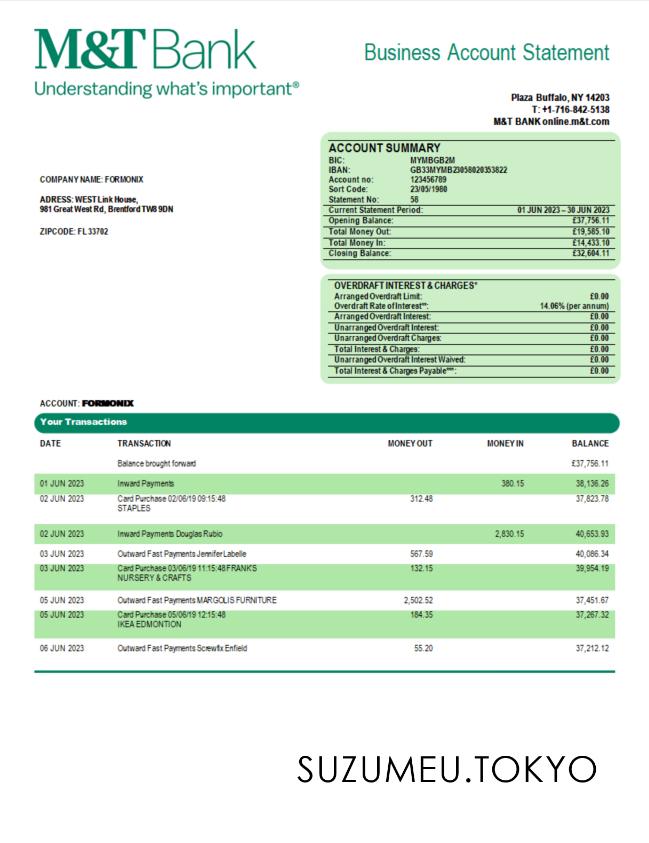 M&T Bank
Understanding what's important®
Business Account Statement
Plaza Buffalo, NY 14203
T: +1-716-842-5138
M&T BANK online.m&t.com
COMPANY NAME: FORMONIX
ADRESS: WEST Link House,
981 Great West Rd, Brentford TW8 9DN
ZIPCODE: FL 33702
ACCOUNT SUMMARY
BIC: MYMBGB2M
IBAN: GB33MYMB23058020353822
Account no: 123456789
Sort Code: 23/05/1980
Statement No: 58
Current Statement Period: 01 JUN 2023 – 30 JUN 2023
Opening Balance: £37,756.11
Total Money Out: £19,585.10
Total Money In: £14,433.10
Closing Balance: £32,604.11
OVERDRAFT INTEREST & CHARGES*
Arranged Overdraft Limit: £0.00
Overdraft Rate of Interest**: 14.06% (per annum)
Arranged Overdraft Interest: £0.00
Unarranged Overdraft Interest: £0.00
Unarranged Overdraft Charges: £0.00
Total Interest & Charges: £0.00
Unarranged Overdraft Interest Waived: £0.00
Total Interest & Charges Payable***: £0.00
ACCOUNT: FORMONIX
Your Transactions
DATE TRANSACTION MONEY OUT MONEY IN BALANCE
Balance brought forward £37,756.11
01 JUN 2023 Inward Payments 380.15 38,136.26
02 JUN 2023 Card Purchase 02/06/19 09:15:48 312.48 37,823.78
STAPLES
02 JUN 2023 Inward Payments Douglas Rubio 2,830.15 40,653.93
03 JUN 2023 Outward Fast Payments Jennifer Labelle 567.59 40,086.34
03 JUN 2023 Card Purchase 03/06/19 11:15:48 FRANKS 132.15 39,954.19
NURSERY & CRAFTS
05 JUN 2023 Outward Fast Payments MARGOLIS FURNITURE 2,502.52 37,451.67
05 JUN 2023 Card Purchase 05/06/19 12:15:48 184.35 37,267.32
IKEA EDMONTION
06 JUN 2023 Outward Fast Payments Screwfix Enfield 55.20 37,212.12
SUZUMEU.TOKYO